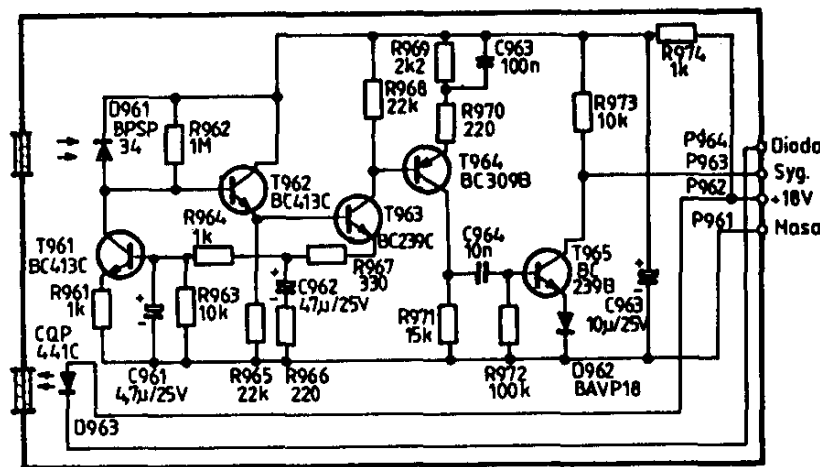 R969
2k2
C963
100n
R974
1k
R968
22k
D961
BPSP
34
R962
1M
R970
220
R973
10k
P964
Dioda
P963
Syg.
P962
+18V
P961
Masa
T962
BC413C
T964
BC309B
R964
1k
T963
BC239C
C964
10n
T965
BC
239B
T961
BC413C
R967
330
R961
1k
+
-
R963
10k
+
-
C962
47µ/25V
R971
15k
+
-
C963
10µ/25V
CQP
441C
C961
4,7µ/25V
R965
22k
R966
220
R972
100k
D962
BAVP18
D963